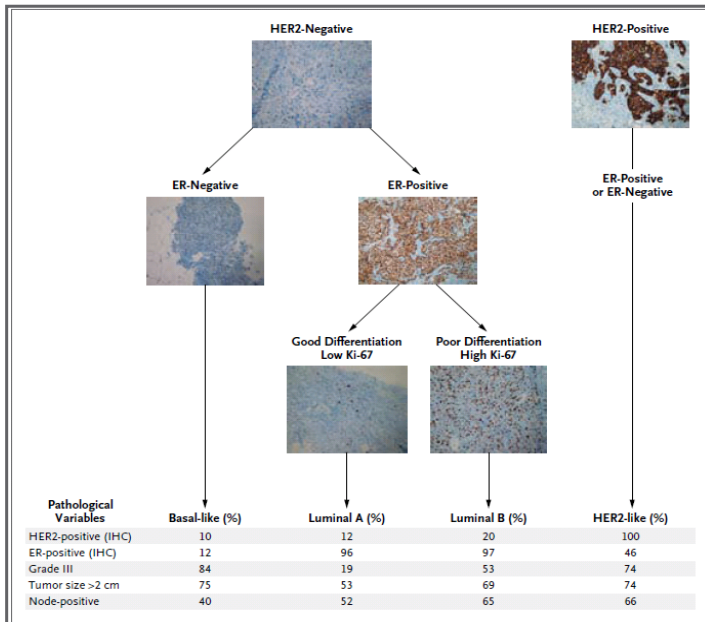 HER2-Negative
HER2-Positive
ER-Negative
ER-Positive
ER-Positive
or ER-Negative
Good Differentiation
Low Ki-67
Poor Differentiation
High Ki-67
Pathological
Variables Basal-like (%) Luminal A (%) Luminal B (%) HER2-like (%)
HER2-positive (IHC) 10 12 20 100
ER-positive (IHC) 12 96 97 46
Grade III 84 19 53 74
Tumor size >2 cm 75 53 69 74
Node-positive 40 52 65 66